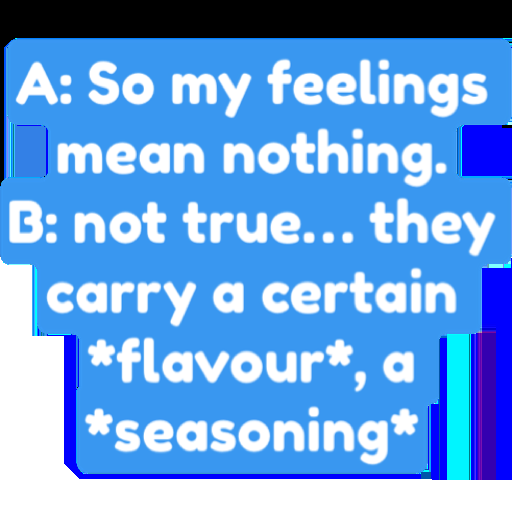 A: So my feelings
mean nothing.
B: not true... they
carry a certain
*flavour*, a
*seasoning*